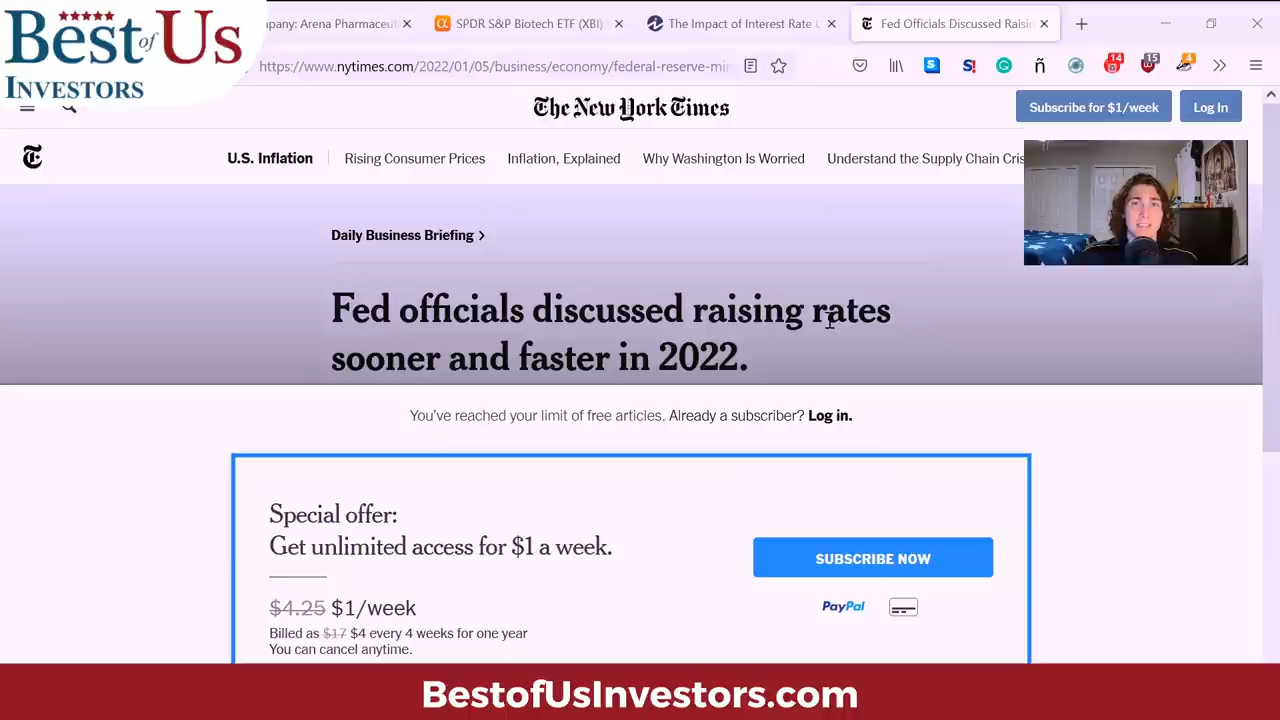 Best of Us
INVESTORS
pany: Arena Pharmaceut
SPDR S&P Biotech ETF (XBI)
The Impact of Interest Rate
Fed Officials Discussed Raisin
https://www.nytimes.com/2022/01/05/business/economy/federal-reserve-mi
14
15
4
The New York Times
Subscribe for $1/week
Log In
U.S. Inflation
Rising Consumer Prices
Inflation, Explained
Why Washington Is Worried
Understand the Supply Chain Cris
Daily Business Briefing >
Fed officials discussed raising rates
sooner and faster in 2022.
You've reached your limit of free articles. Already a subscriber? Log in.
Special offer:
Get unlimited access for $1 a week.
SUBSCRIBE NOW
$4.25 $1/week
PayPal
Billed as $17 $4 every 4 weeks for one year
You can cancel anytime.
BestofUsInvestors.com